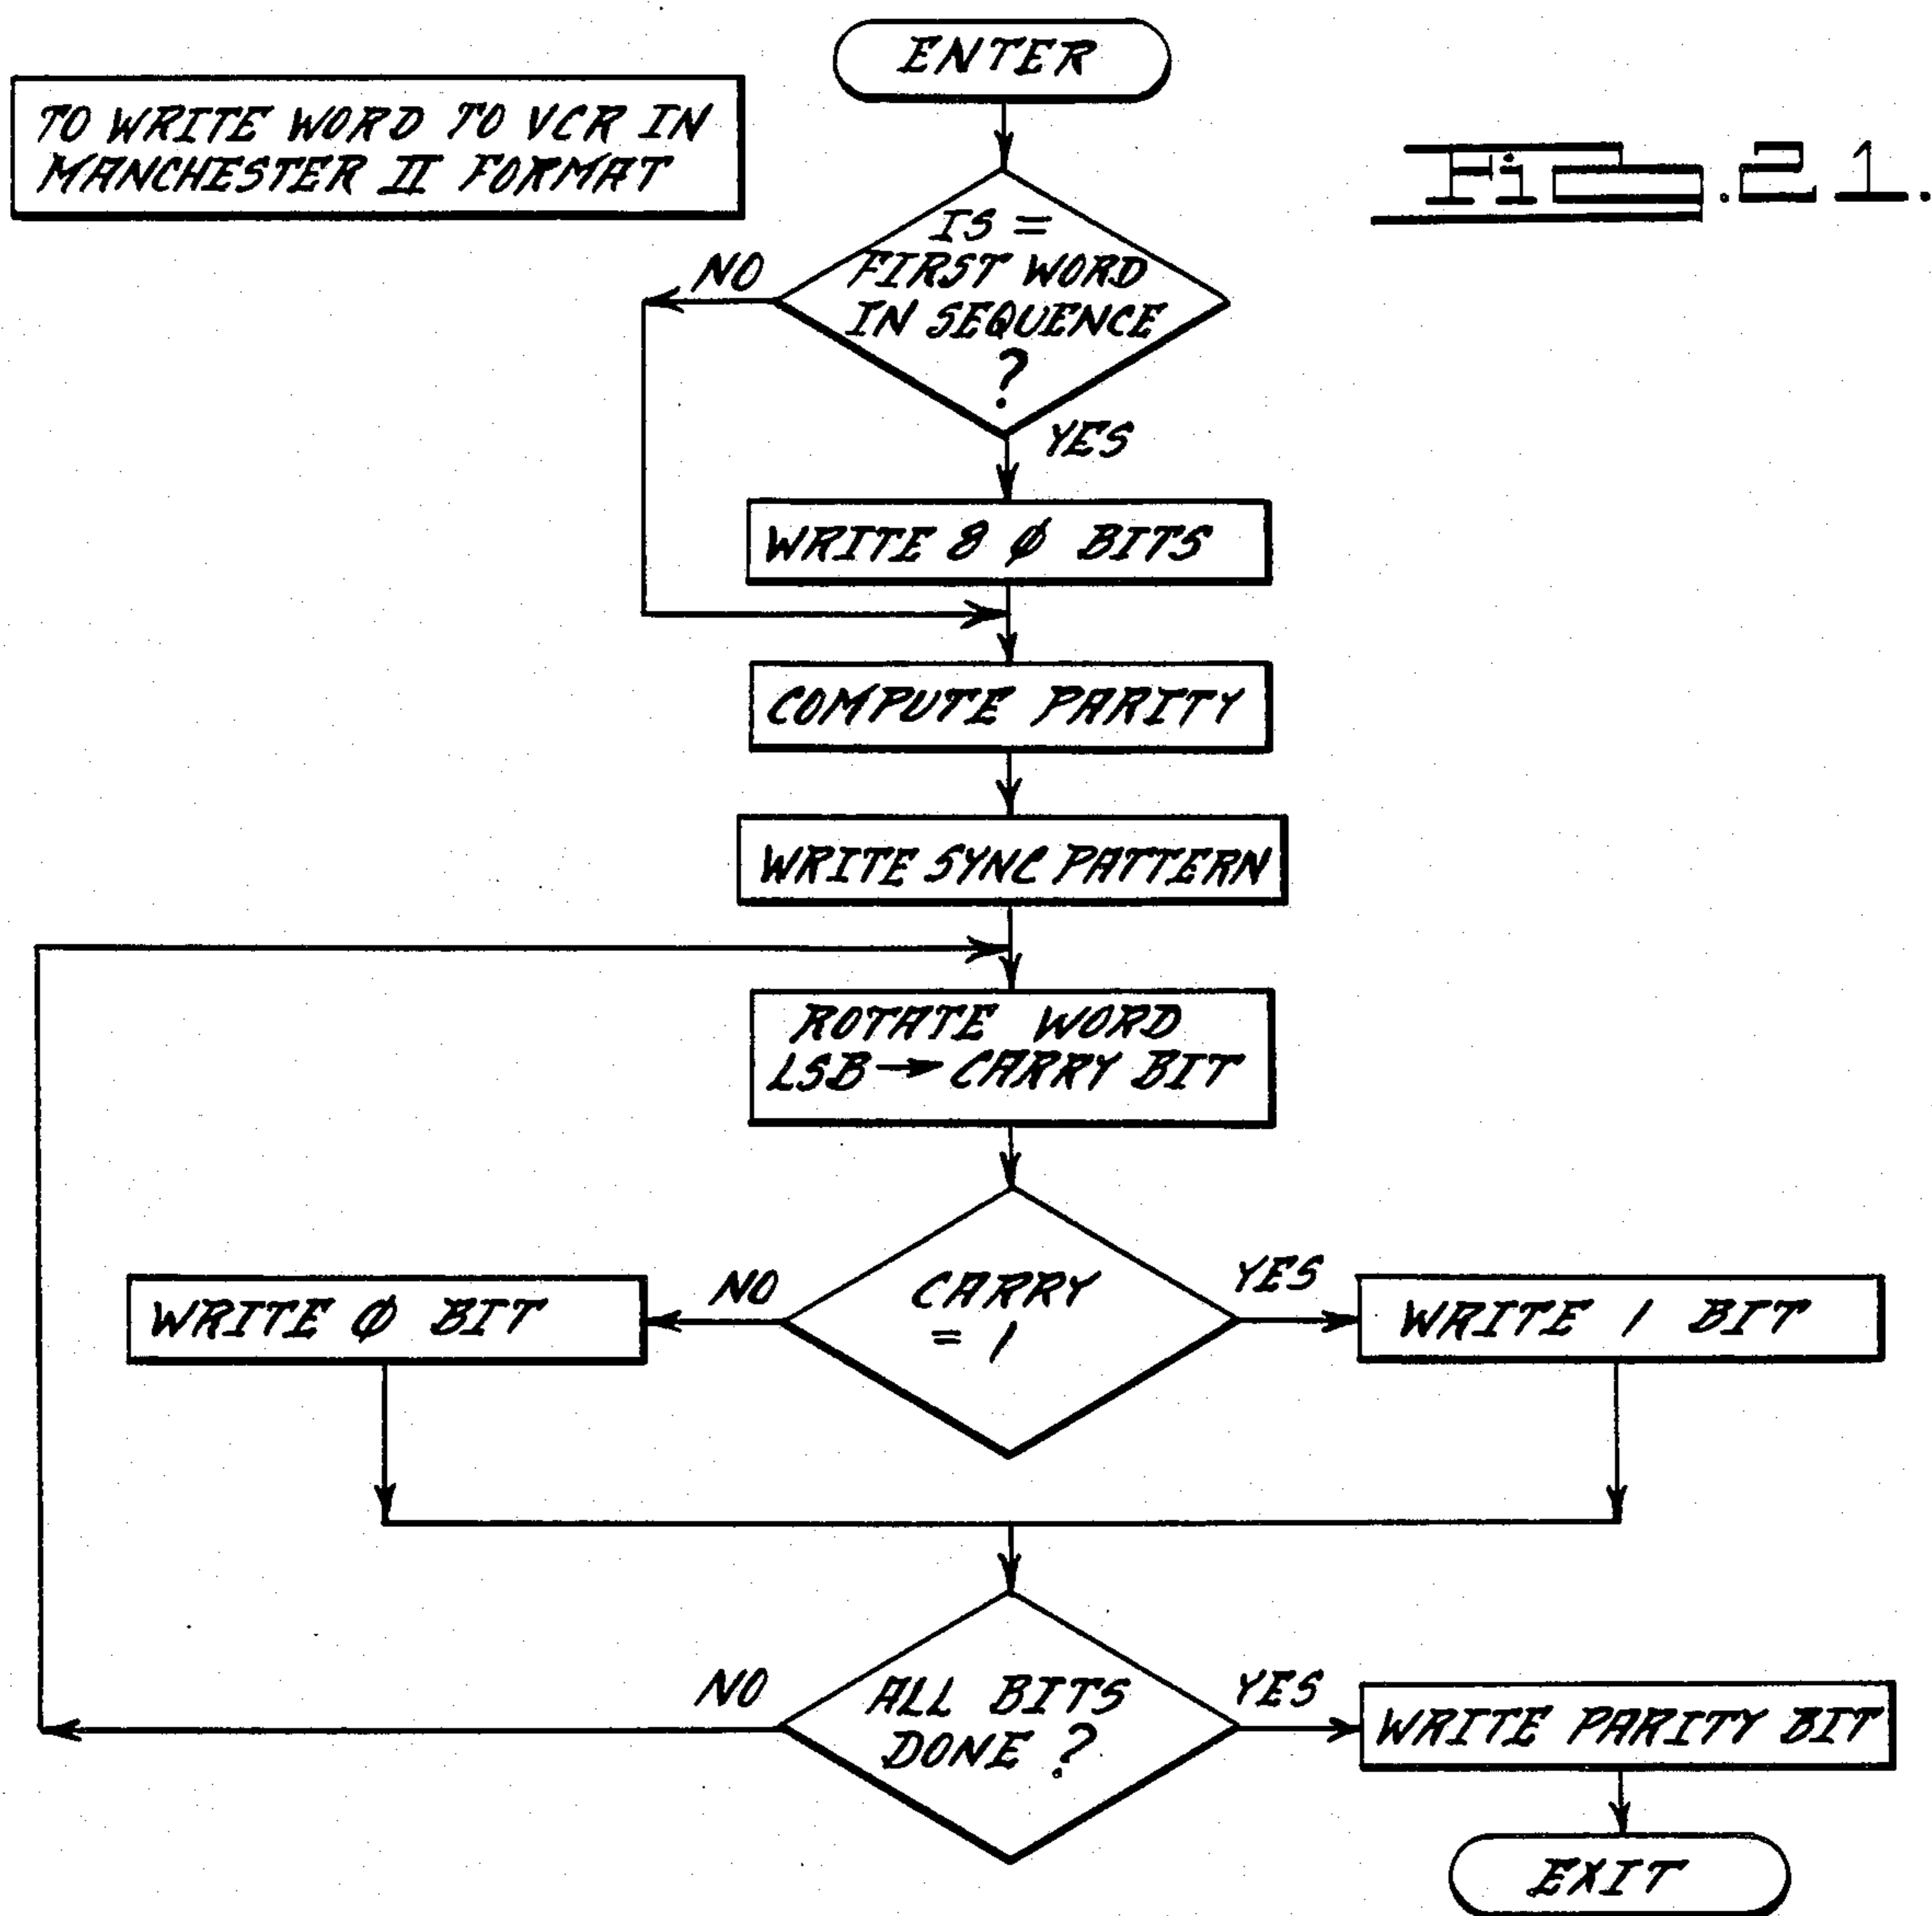 ENTER
TO WRITE WORD TO VCR IN
MANCHESTER II FORMAT
Fig.21.
IS =
FIRST WORD
IN SEQUENCE
?
NO
YES
WRITE 8 Ø BITS
COMPUTE PARITY
WRITE SYNC PATTERN
ROTATE WORD
LSB → CARRY BIT
CARRY
= 1
NO
YES
WRITE Ø BIT
WRITE 1 BIT
ALL BITS
DONE ?
NO
YES
WRITE PARITY BIT
EXIT